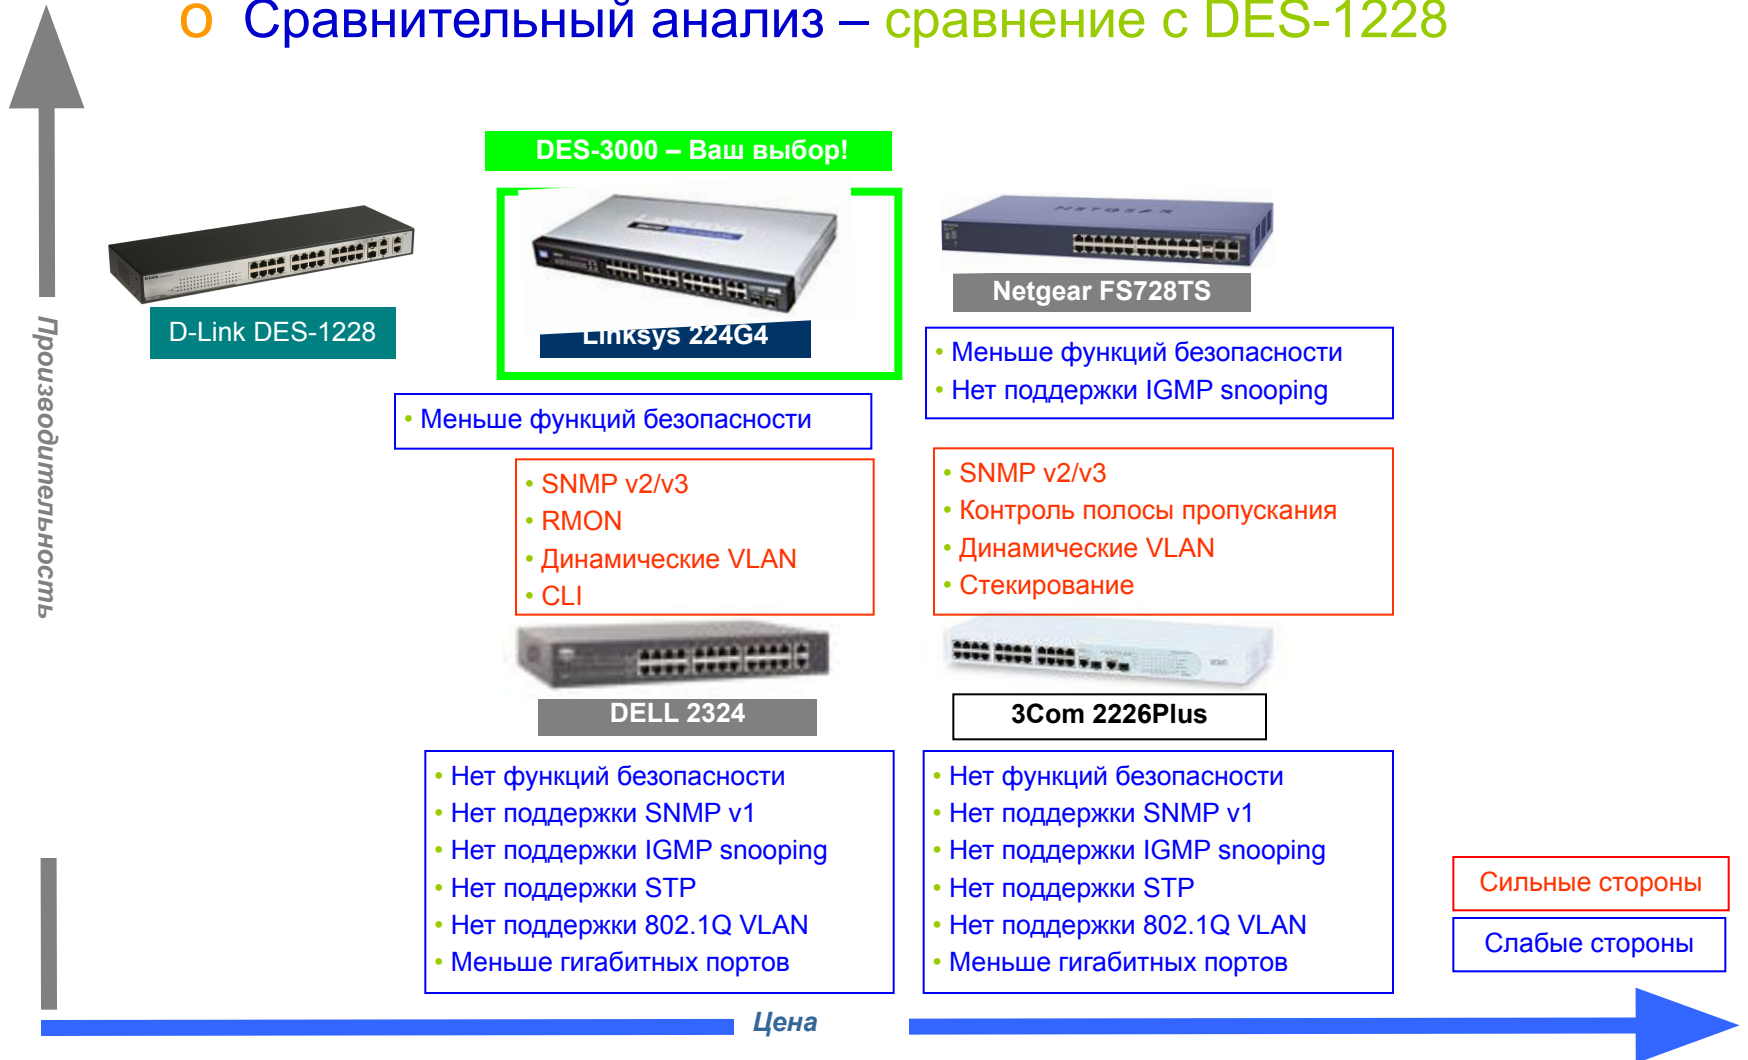 o Сравнительный анализ – сравнение с DES-1228
DES-3000 – Ваш выбор!
D-Link DES-1228
Linksys 224G4
NETGEAR
Netgear FS728TS
• Меньше функций безопасности
• Меньше функций безопасности
• Нет поддержки IGMP snooping
• SNMP v2/v3
• RMON
• Динамические VLAN
• CLI
• SNMP v2/v3
• Контроль полосы пропускания
• Динамические VLAN
• Стекирование
DELL 2324
3Com 2226Plus
• Нет функций безопасности
• Нет поддержки SNMP v1
• Нет поддержки IGMP snooping
• Нет поддержки STP
• Нет поддержки 802.1Q VLAN
• Меньше гигабитных портов
• Нет функций безопасности
• Нет поддержки SNMP v1
• Нет поддержки IGMP snooping
• Нет поддержки STP
• Нет поддержки 802.1Q VLAN
• Меньше гигабитных портов
Сильные стороны
Слабые стороны
Производительность
Цена